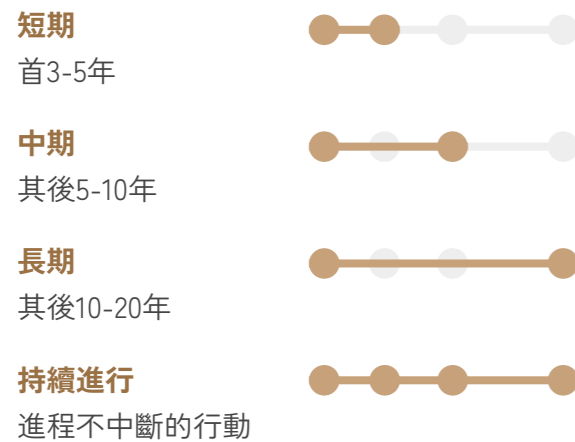 短期
首3-5年
中期
其後5-10年
長期
其後10-20年
持續進行
進程不中斷的行動